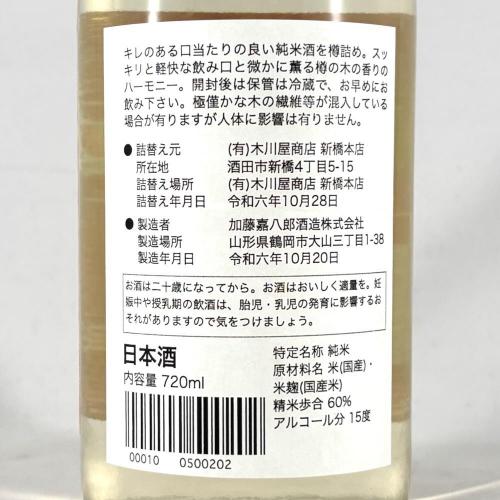 キレのある口当たりの良い純米酒を樽詰め。スッ
キリと軽快な飲み口と微かに薫る樽の木の香りの
ハーモニー。開封後は保管は冷蔵で、お早めにお
飲み下さい。極僅かな木の繊維等が混入している
場合が有りますが人体に影響は有りません。
●詰替え元 (有)木川屋商店 新橋本店
所在地 酒田市新橋4丁目5-15
詰替え場所 (有)木川屋商店 新橋本店
詰替え年月日 令和六年10月28日
●製造者 加藤嘉八郎酒造株式会社
製造場所 山形県鶴岡市大山三丁目1-38
製造年月日 令和六年10月20日
お酒は二十歳になってから。お酒はおいしく適量を。妊
娠中や授乳期の飲酒は、胎児・乳児の発育に影響するお
それがありますので気をつけましょう。
日本酒
内容量 720ml
00010 0500202
特定名称 純米
原材料名 米(国産)・
米麹(国産米)
精米歩合 60%
アルコール分 15度